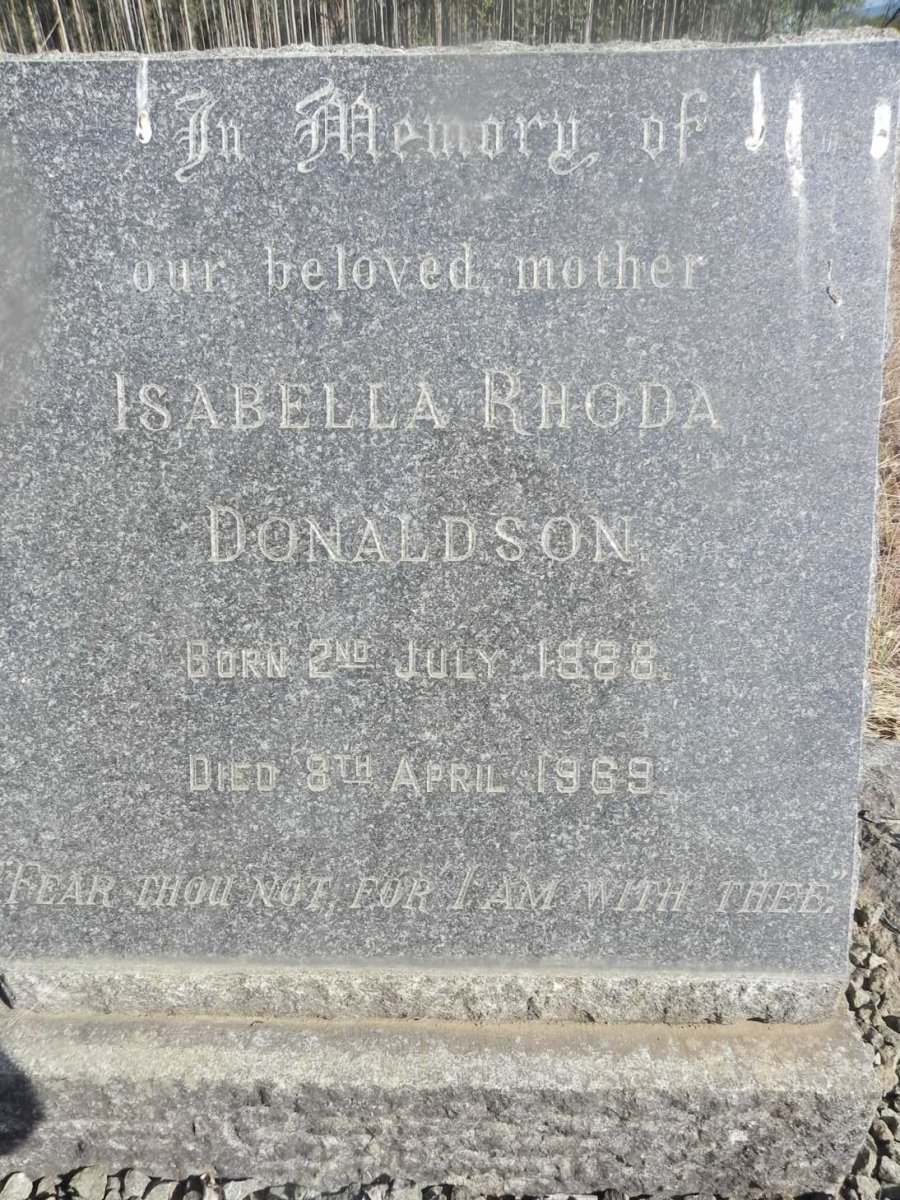 In Memory of
our beloved mother
ISABELLA RHODA
DONALDSON.
BORN 2ND JULY 1888.
DIED 8TH APRIL 1969.
"FEAR THOU NOT, FOR I AM WITH THEE."